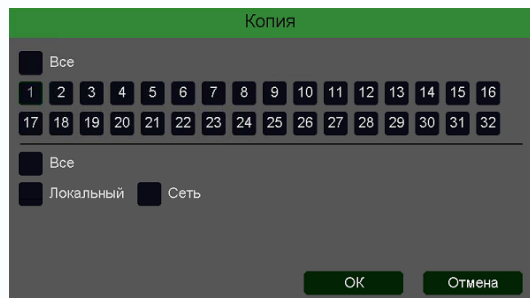 Копия
Все
1 2 3 4 5 6 7 8 9 10 11 12 13 14 15 16
17 18 19 20 21 22 23 24 25 26 27 28 29 30 31 32
Все
Локальный Сеть
ОК Отмена